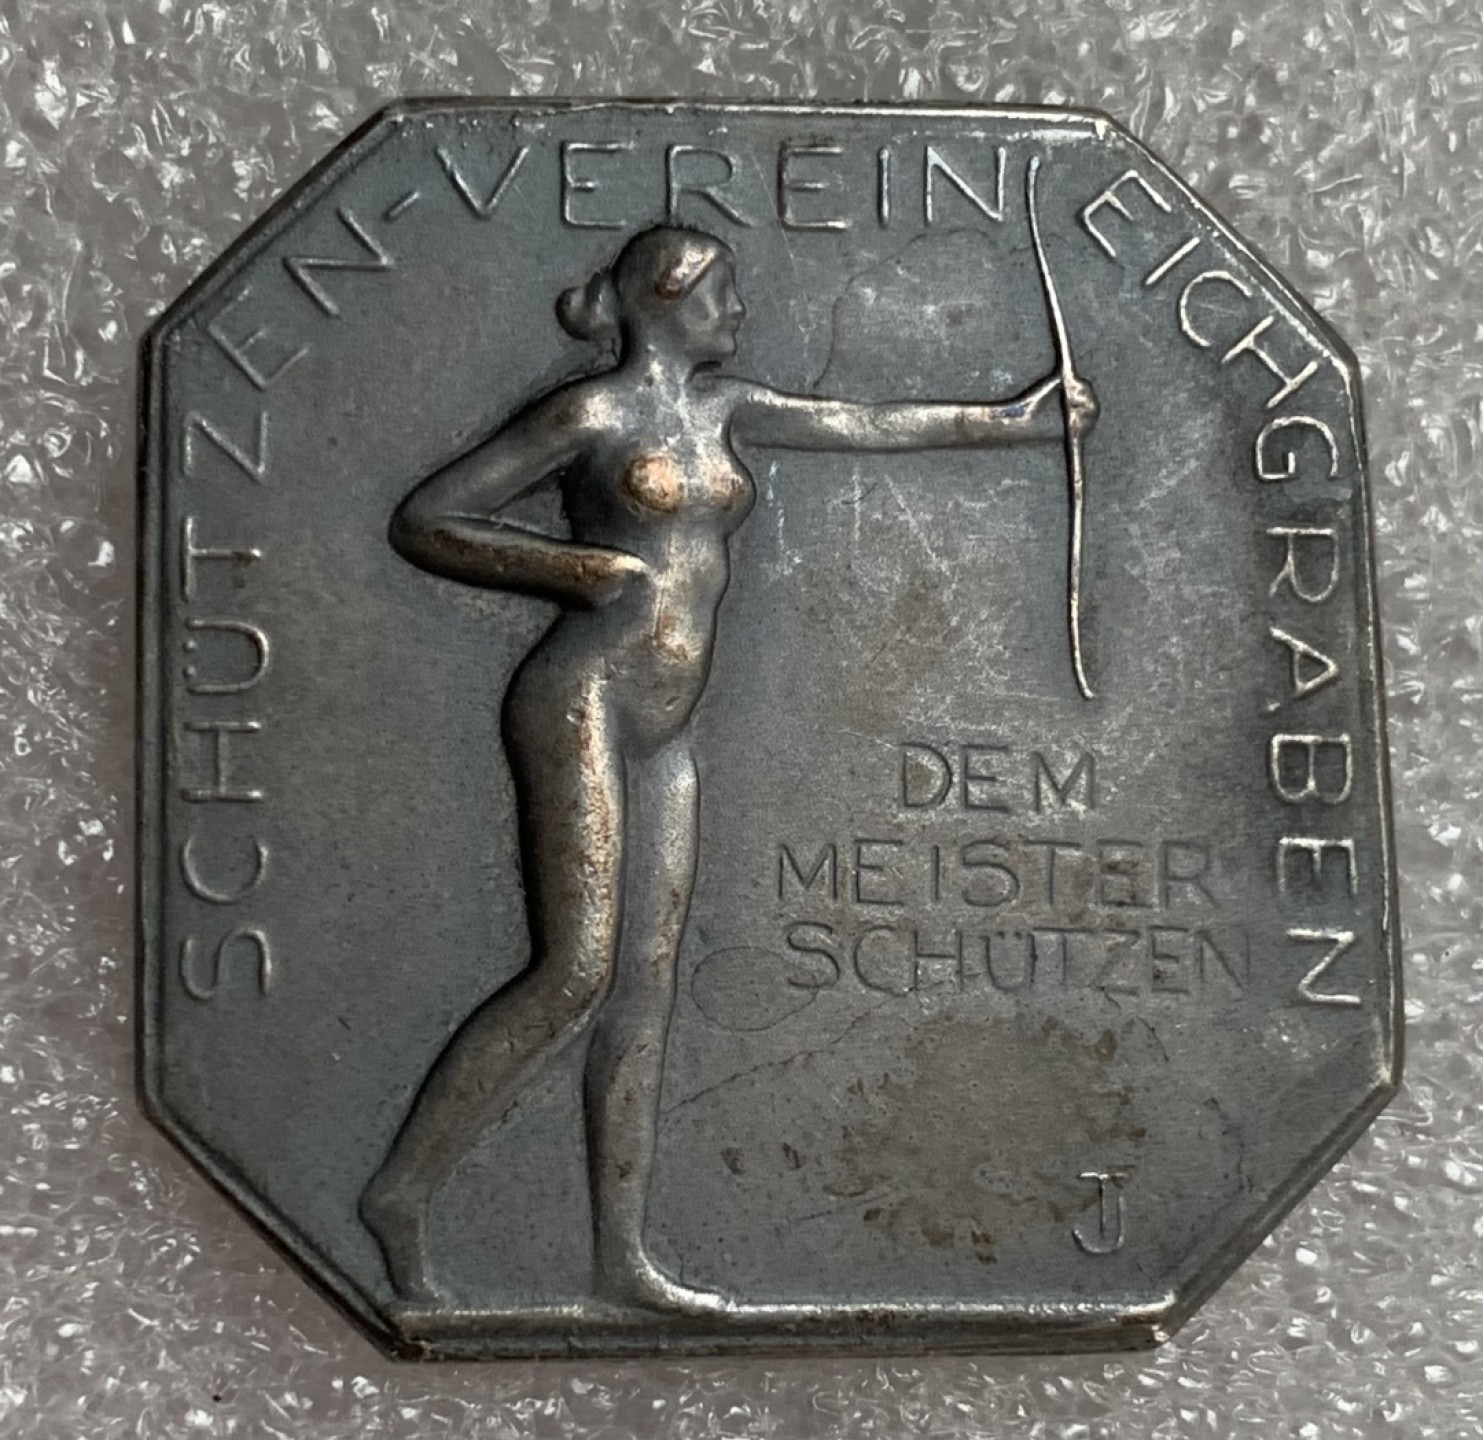 SCHÜTZEN-VEREIN EICHGRABEN
DEM
MEISTER
SCHÜTZEN